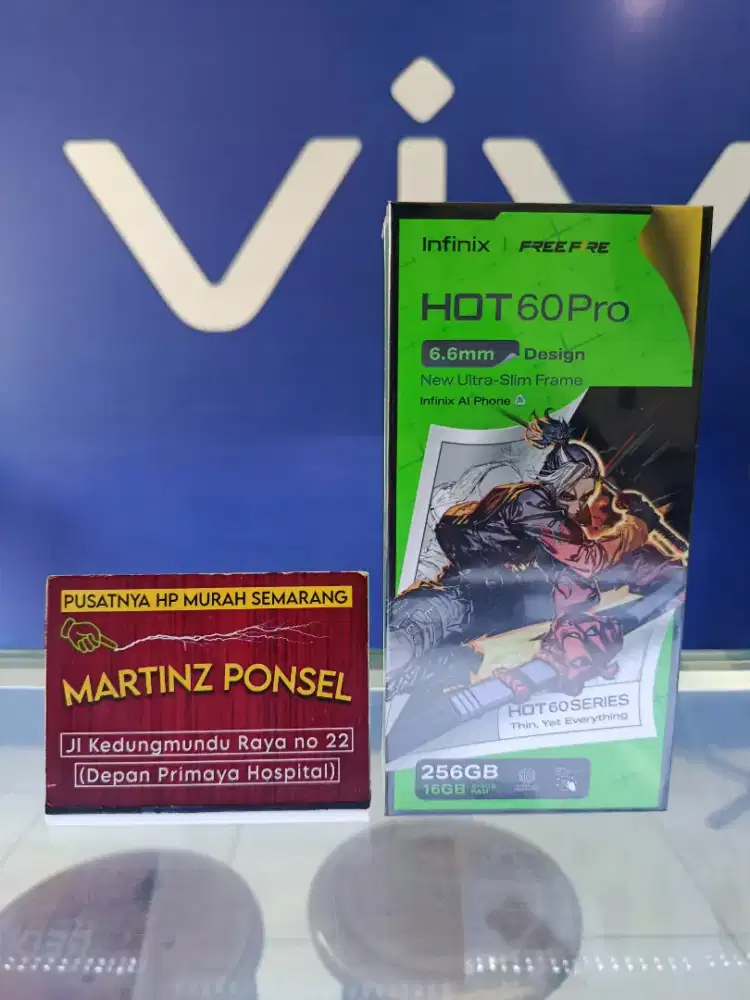 viv
Infinix | FREE FIRE
HOT 60 Pro
6.6mm Design
New Ultra-Slim Frame
Infinix AI Phone
HOT 60 SERIES
Thin, Yet Everything
256GB
16GB
PUSATNYA HP MURAH SEMARANG
MARTINZ PONSEL
Jl Kedungmundu Raya no 22
(Depan Primaya Hospital)